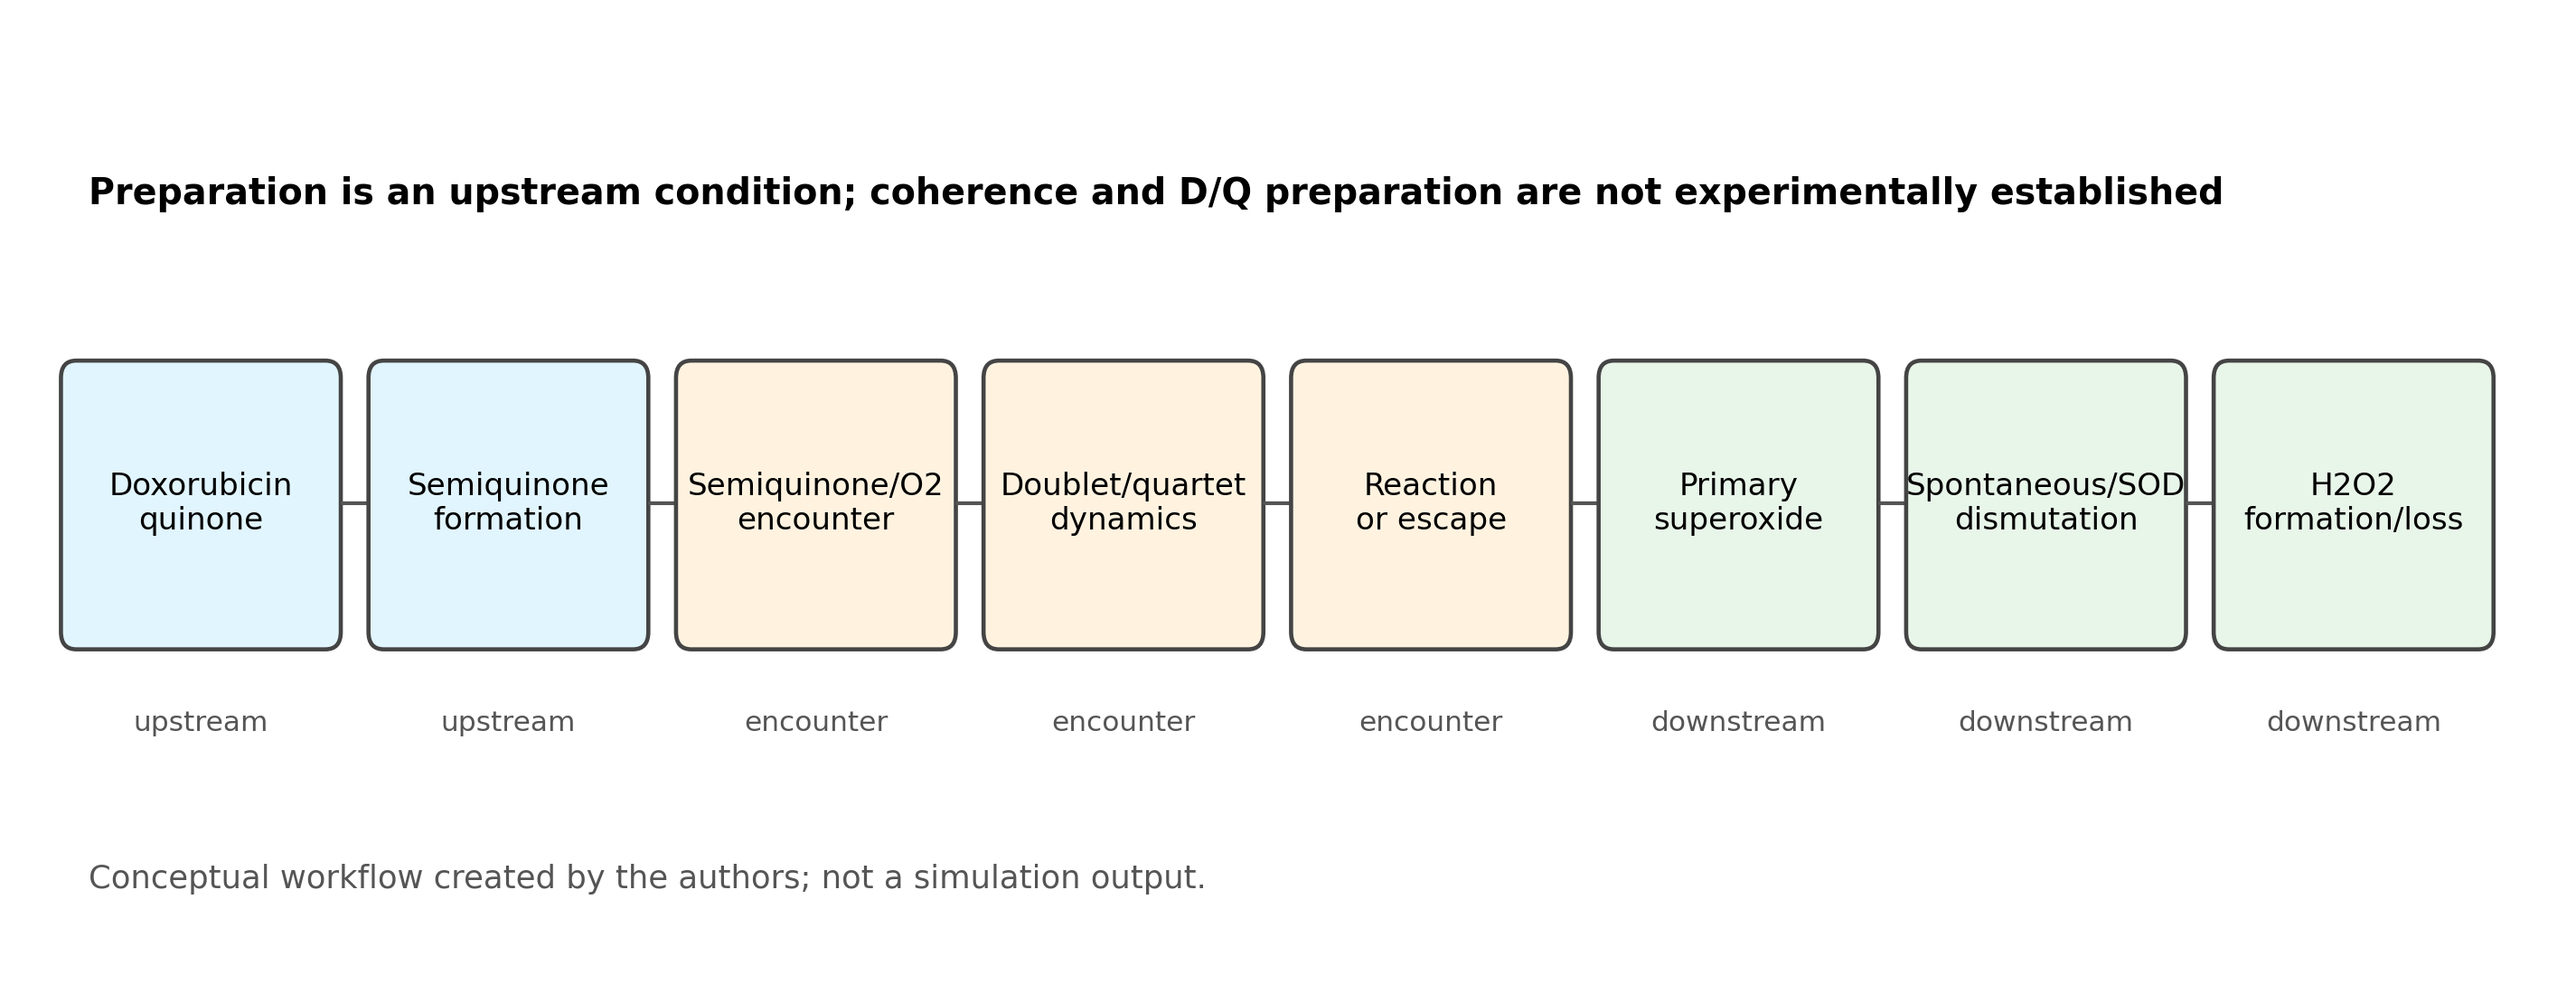 Preparation is an upstream condition; coherence and D/Q preparation are not experimentally established
Doxorubicin
quinone
Semiquinone
formation
Semiquinone/O2
encounter
Doublet/quartet
dynamics
Reaction
or escape
Primary
superoxide
Spontaneous/SOD
dismutation
H2O2
formation/loss
upstream
upstream
encounter
encounter
encounter
downstream
downstream
downstream
Conceptual workflow created by the authors; not a simulation output.